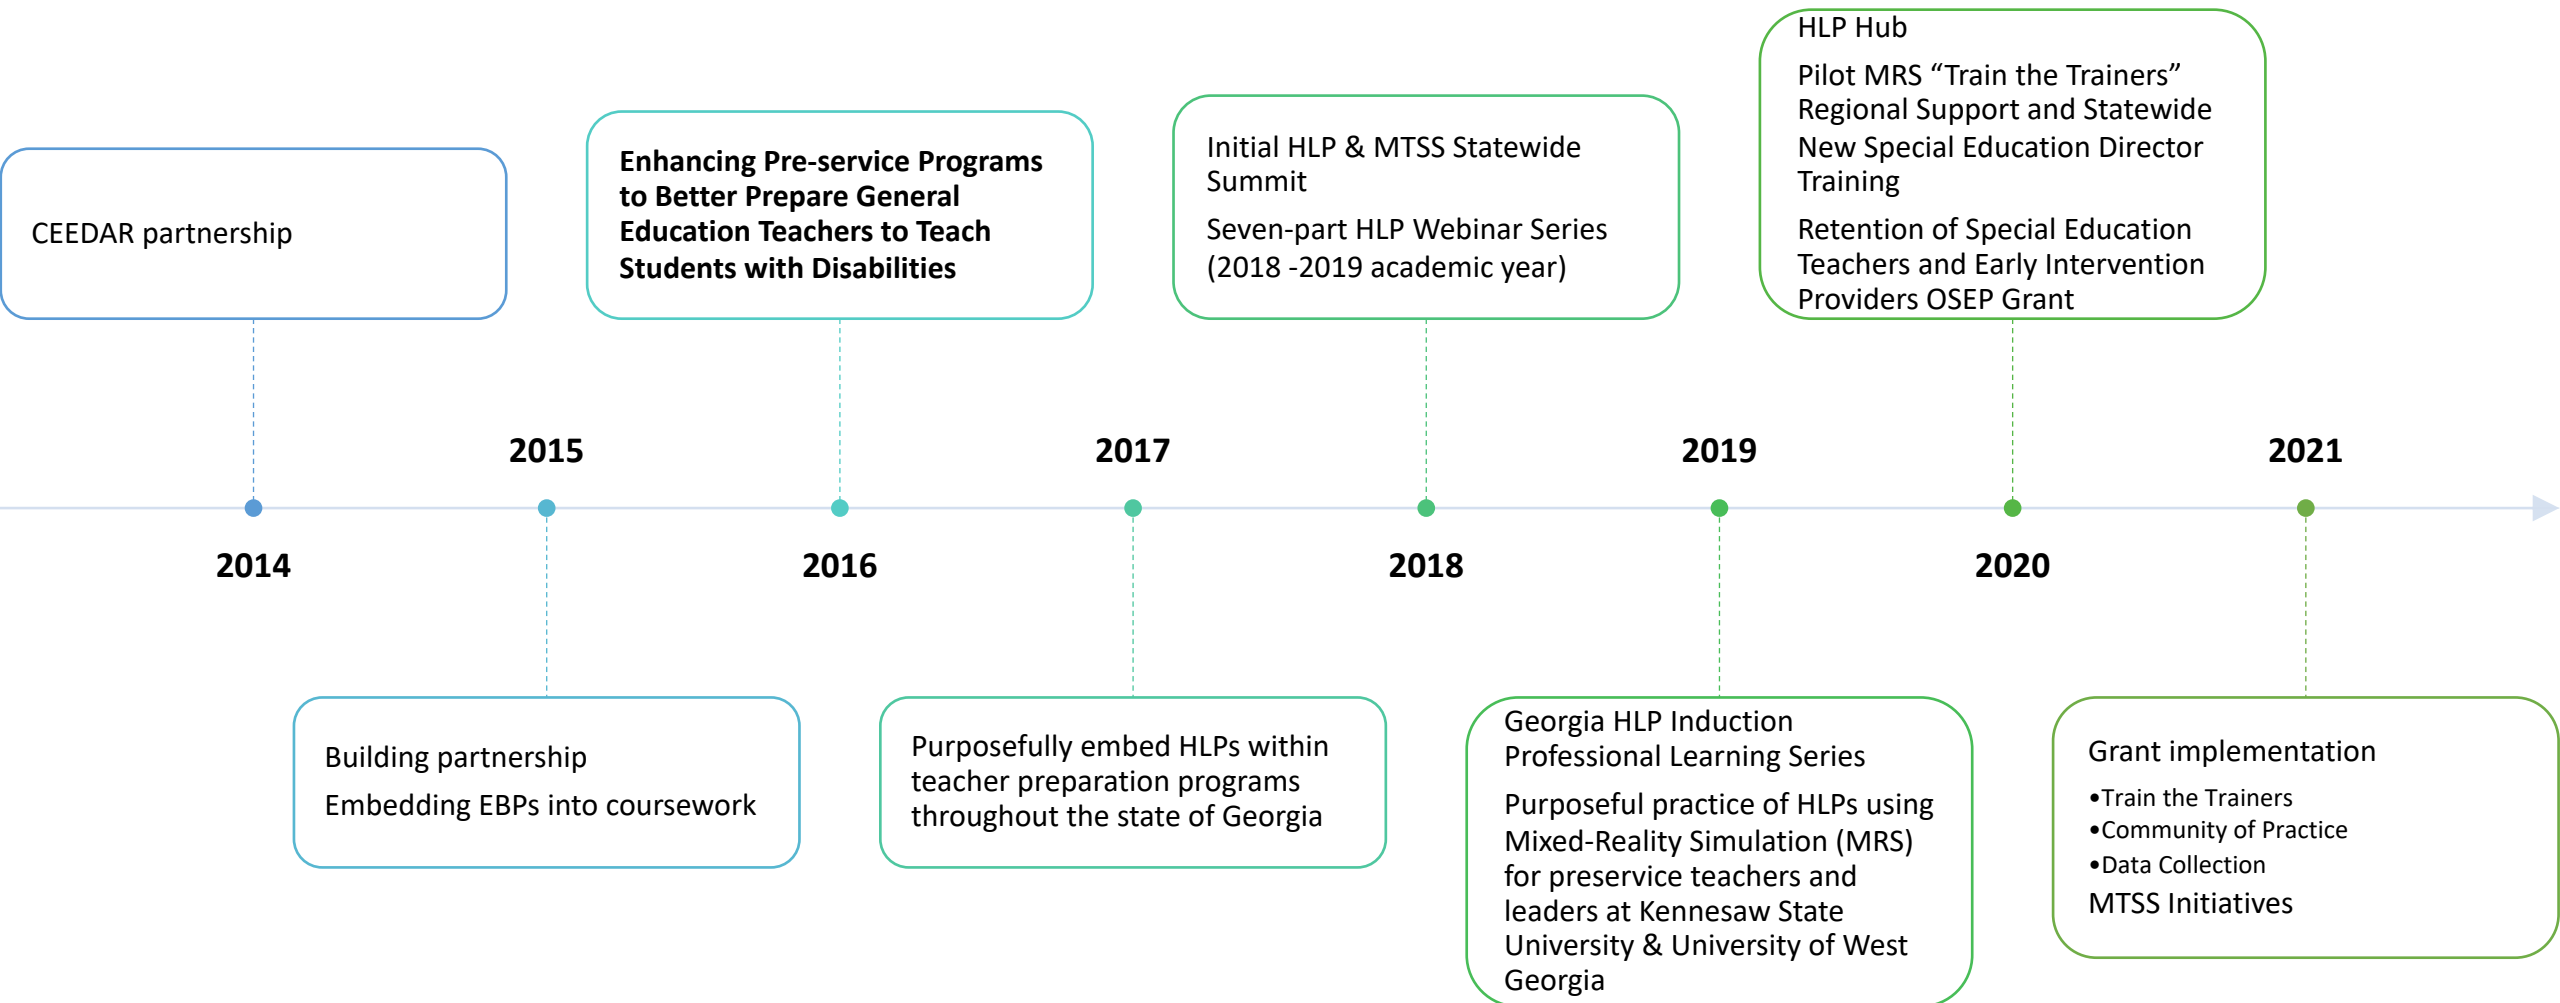 CEEDAR partnership
2014
2015
Building partnership
Embedding EBPs into coursework
Enhancing Pre-service Programs
to Better Prepare General
Education Teachers to Teach
Students with Disabilities
2016
2017
Purposefully embed HLPs within
teacher preparation programs
throughout the state of Georgia
Initial HLP & MTSS Statewide
Summit
Seven-part HLP Webinar Series
(2018 -2019 academic year)
2018
2019
Georgia HLP Induction
Professional Learning Series
Purposeful practice of HLPs using
Mixed-Reality Simulation (MRS)
for preservice teachers and
leaders at Kennesaw State
University & University of West
Georgia
HLP Hub
Pilot MRS “Train the Trainers”
Regional Support and Statewide
New Special Education Director
Training
Retention of Special Education
Teachers and Early Intervention
Providers OSEP Grant
2020
2021
Grant implementation
•Train the Trainers
•Community of Practice
•Data Collection
MTSS Initiatives